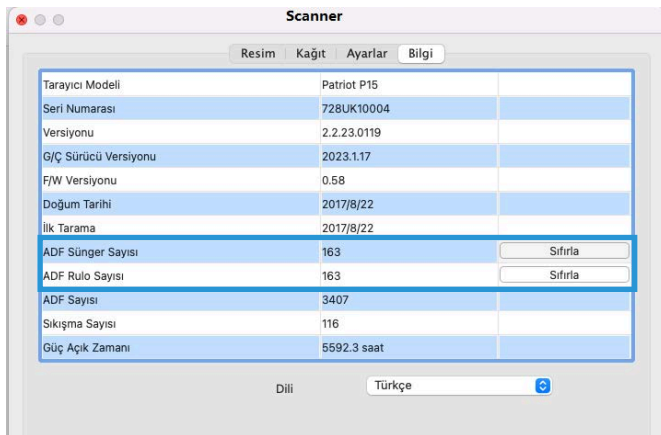 Scanner
Resim Kağıt Ayarlar Bilgi
Tarayıcı Modeli Patriot P15
Seri Numarası 728UK10004
Versiyonu 2.2.23.0119
G/Ç Sürücü Versiyonu 2023.1.17
F/W Versiyonu 0.58
Doğum Tarihi 2017/8/22
İlk Tarama 2017/8/22
ADF Sünger Sayısı 163 Sıfırla
ADF Rulo Sayısı 163 Sıfırla
ADF Sayısı 3407
Sıkışma Sayısı 116
Güç Açık Zamanı 5592.3 saat
Dili Türkçe